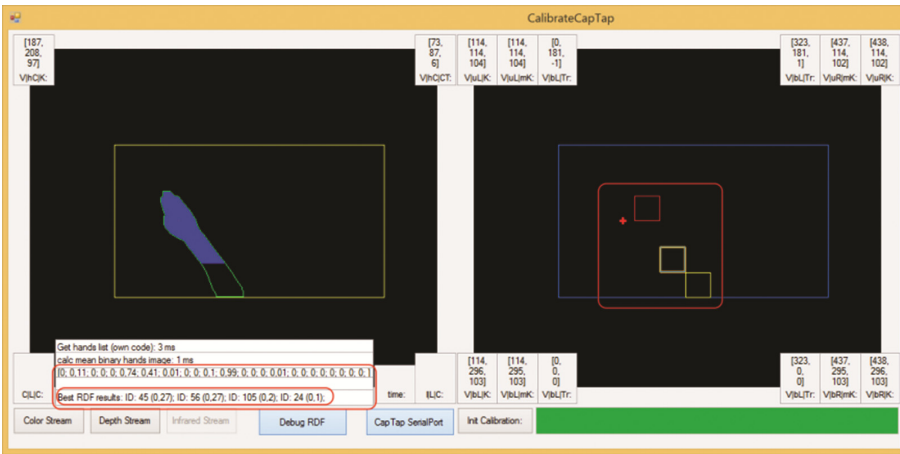 CalibrateCapTap
[187,
208,
97]
V|hC|K:
[73,
87,
6]
V|hC|CT:
[114,
114,
104]
V|uL|K:
[114,
114,
104]
V|uL|mK:
[0,
181,
-1]
V|bL|Tr:
[323,
181,
1]
V|bL|Tr:
[437,
114,
102]
V|uR|mK:
[438,
114,
102]
V|uR|K:
Get hands list (own code): 3 ms
calc mean binary hands image: 1 ms
[0; 0,11; 0; 0; 0; 0,74; 0,41; 0,01; 0; 0; 0,1; 0,99; 0; 0; 0; 0,01; 0; 0; 0; 0; 0; 0; 0; 0; ]
Best RDF results: ID: 45 (0,27); ID: 56 (0,27); ID: 105 (0,2); ID: 24 (0,1);
C|L|C:
time:
I|L|C:
[114,
296,
103]
V|bL|K:
[114,
295,
103]
V|bL|mK:
[0,
0,
0]
V|bL|Tr:
[323,
0,
0]
V|bL|Tr:
[437,
295,
103]
V|bR|mK:
[438,
296,
103]
V|bR|K:
Color Stream
Depth Stream
Infrared Stream
Debug RDF
CapTap SerialPort
Init Calibration: